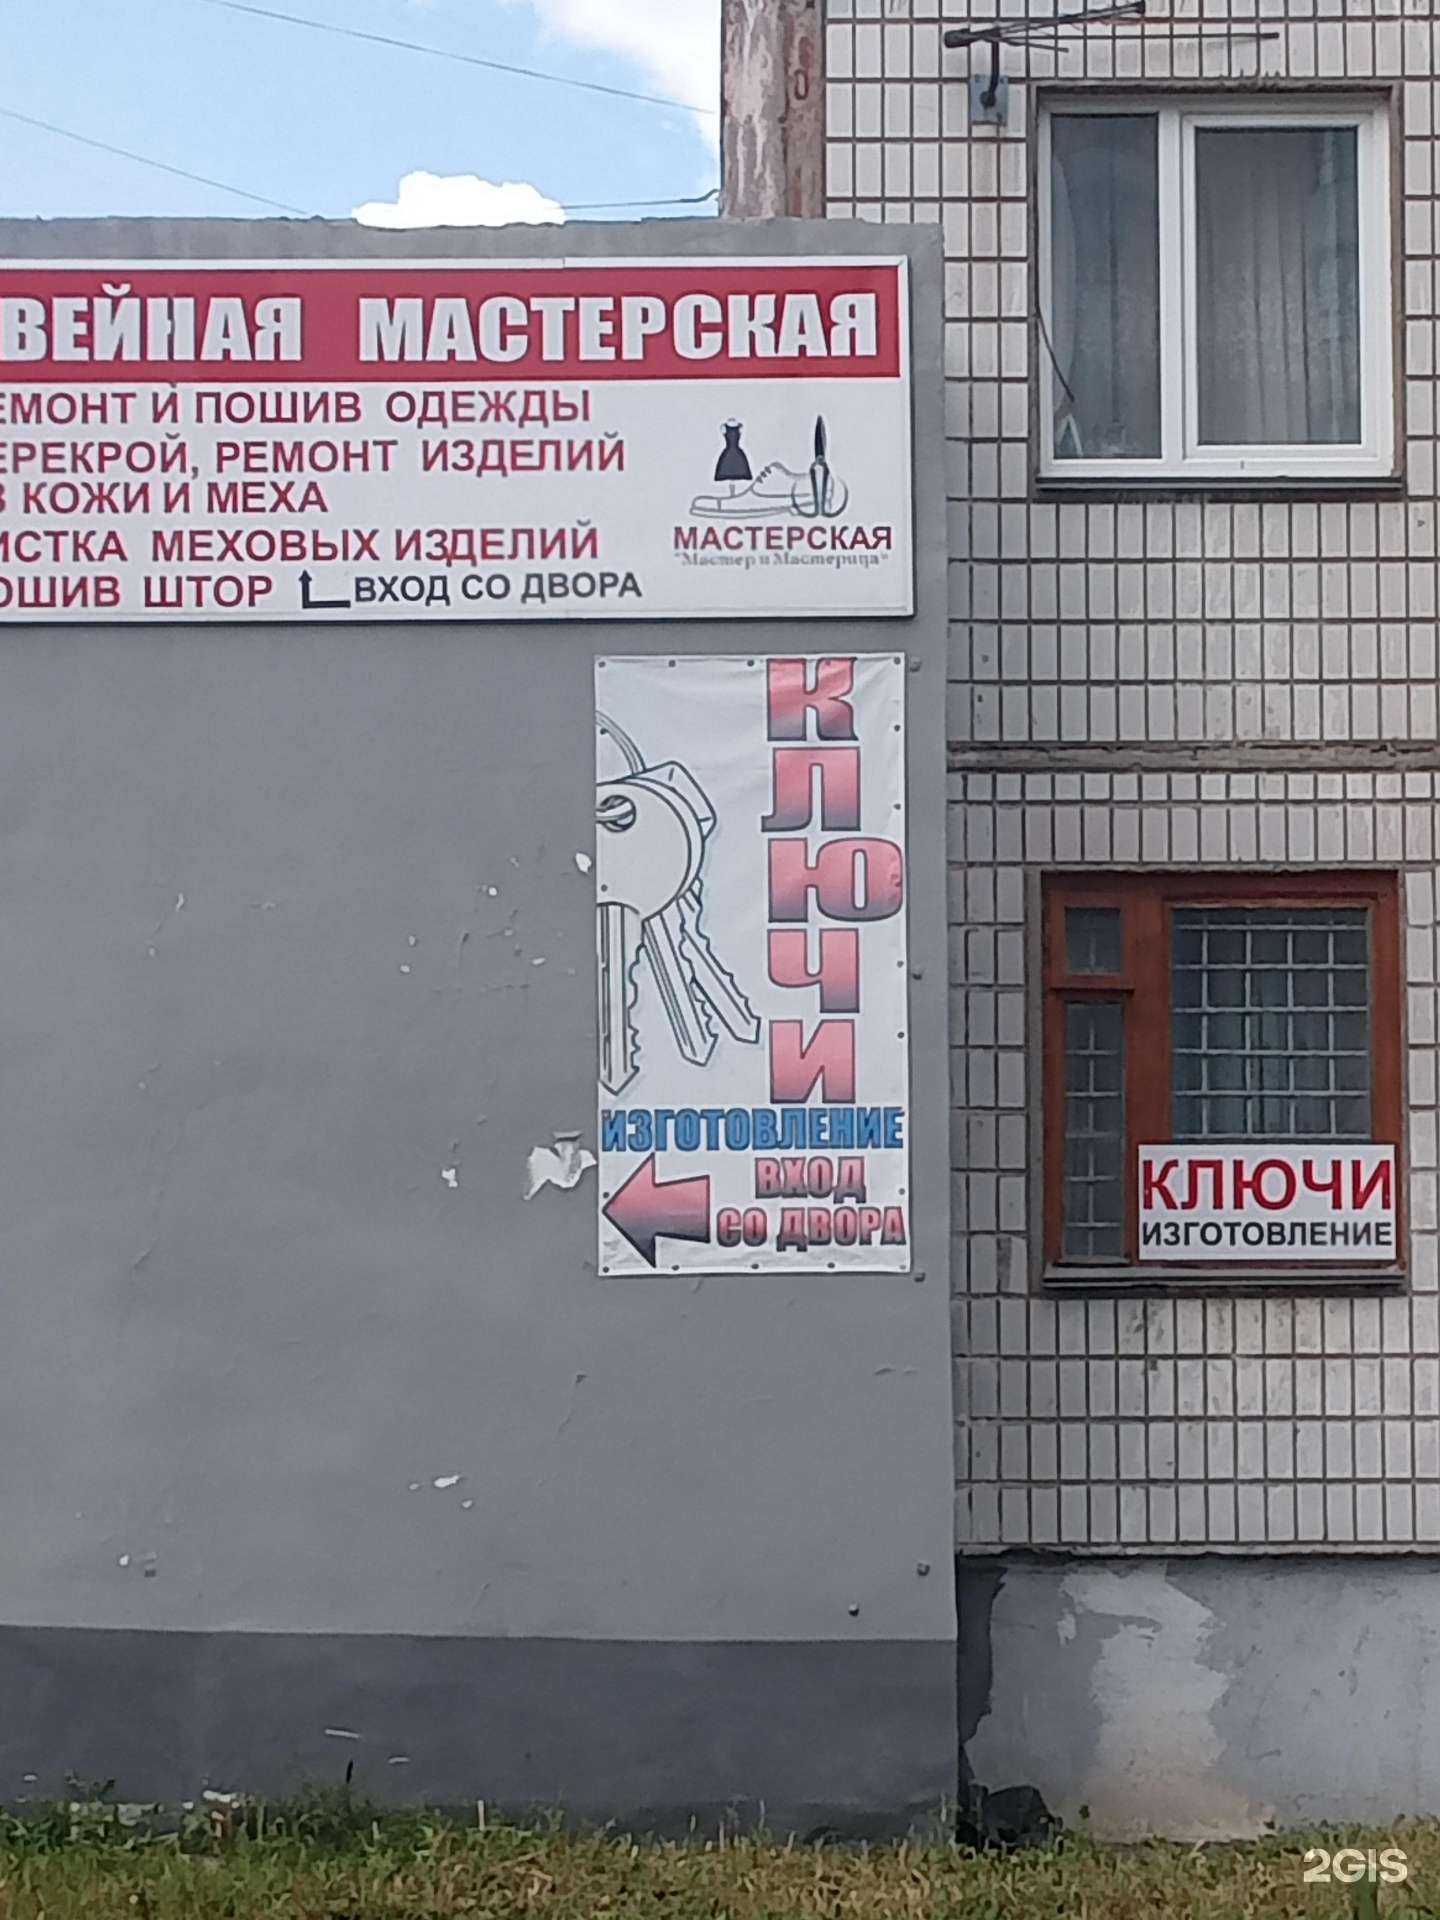 ВЕЙНАЯ МАСТЕРСКАЯ
ЕМОНТ И ПОШИВ ОДЕЖДЫ
ЕРЕКРОЙ, РЕМОНТ ИЗДЕЛИЙ
З КОЖИ И МЕХА
ИСТКА МЕХОВЫХ ИЗДЕЛИЙ
ОШИВ ШТОР ВХОД СО ДВОРА
МАСТЕРСКАЯ
"Мастер и Мастерица"
КЛЮЧИ
ИЗГОТОВЛЕНИЕ
ВХОД
СО ДВОРА
КЛЮЧИ
ИЗГОТОВЛЕНИЕ
2GIS